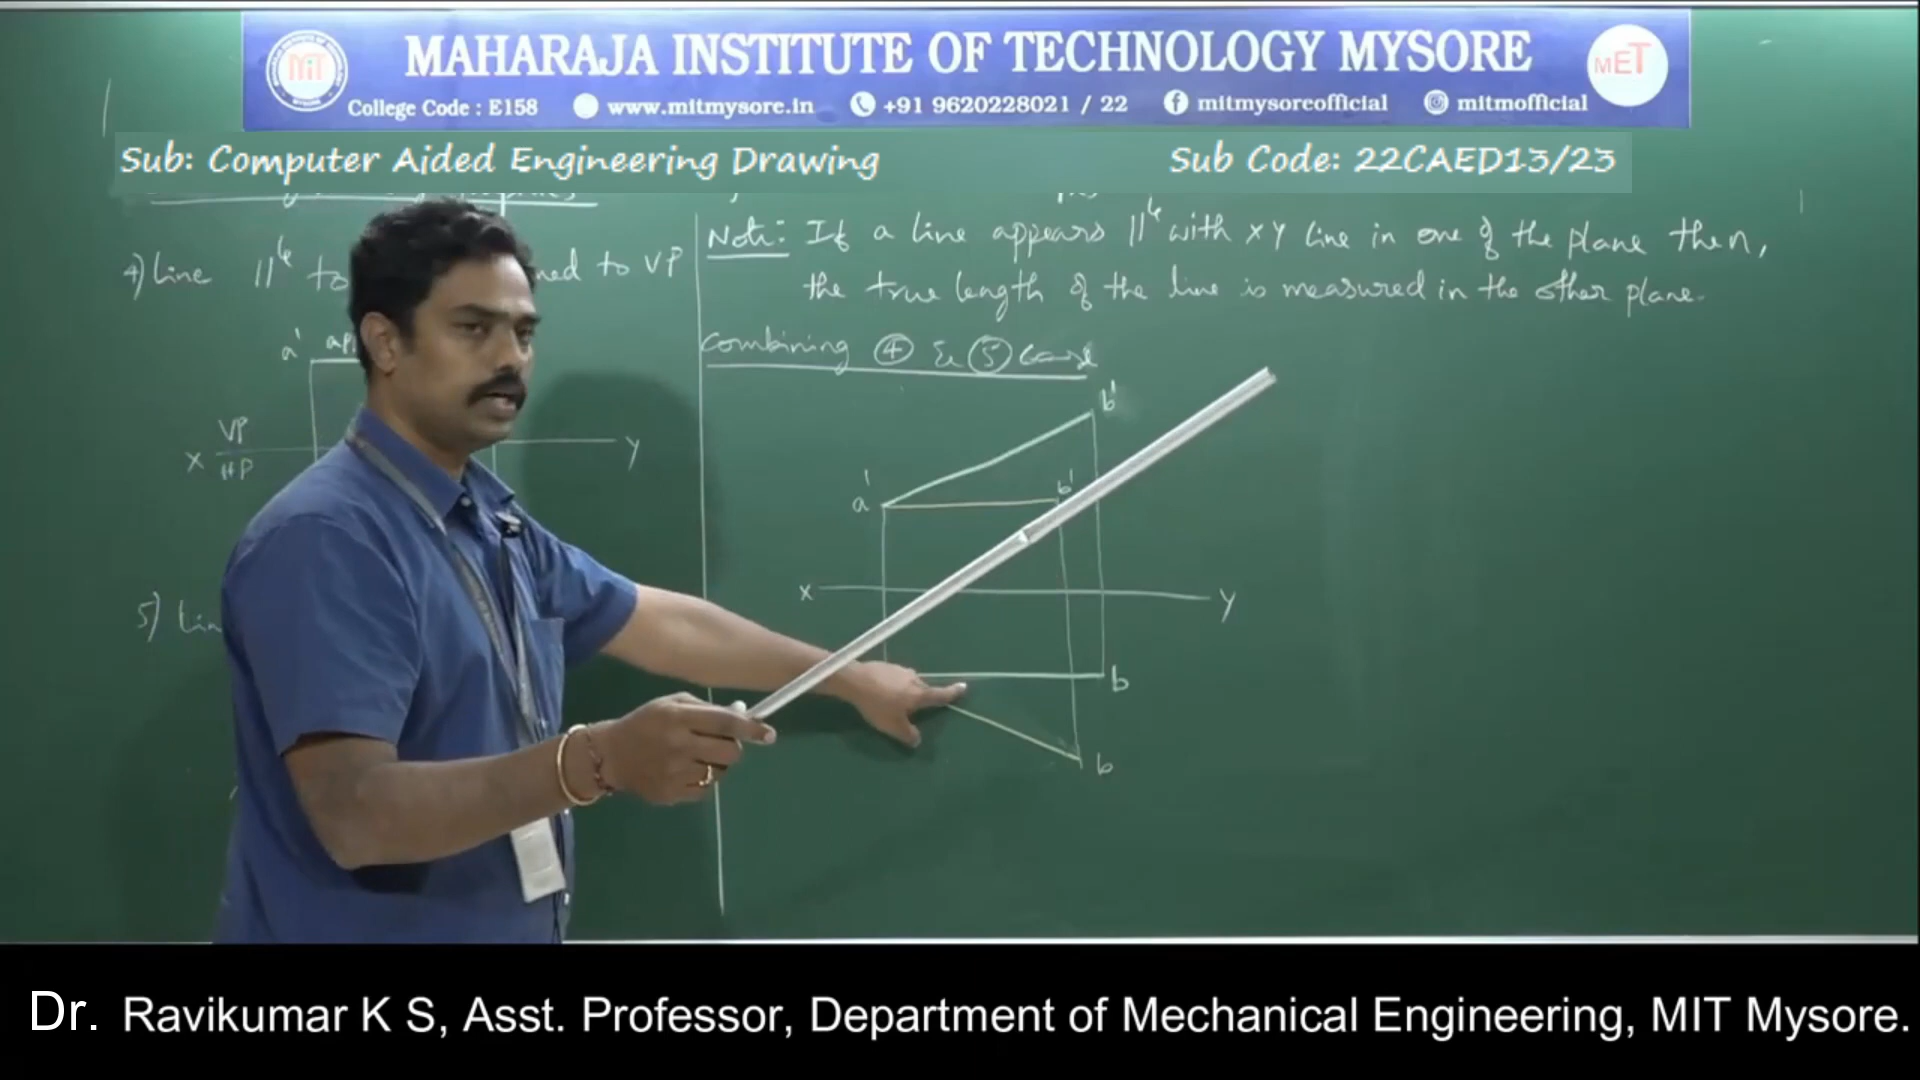 MAHARAJA INSTITUTE OF TECHNOLOGY MYSORE
MiT
MYSORE
MET
College Code : E158 www.mitmysore.in +91 9620228021 / 22 mitmysoreofficial mitmofficial
Sub: Computer Aided Engineering Drawing
Sub Code: 22CAED13/23
4) Line 11le to
ned to VP
a'
VP
X
HP
Y
5)
Note: If a line appears 11le with XY line in one of the plane then,
the true length of the line is measured in the other plane.
Combining ④ & ⑤ Case
b'
a'
b'
X
Y
b
b
Dr. Ravikumar K S, Asst. Professor, Department of Mechanical Engineering, MIT Mysore.